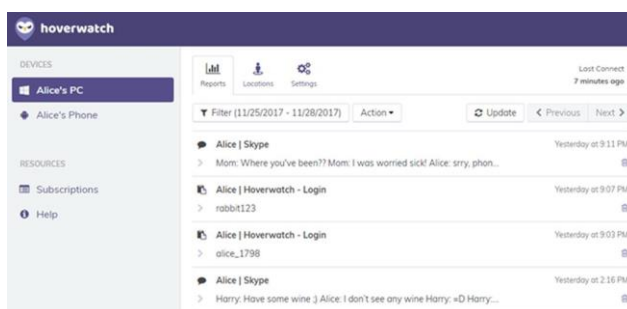 hoverwatch
DEVICES
Alice's PC
Alice's Phone
RESOURCES
Subscriptions
Help
Reports
Locations
Settings
Last Connect
7 minutes ago
Filter (11/25/2017 - 11/28/2017)
Action
Update
Previous
Next
Alice | Skype
Yesterday at 9:11 PM
Mom: Where you've been?? Mom: I was worried sick! Alice: srry, phon...
Alice | Hoverwatch - Login
Yesterday at 9:07 PM
rabbit123
Alice | Hoverwatch - Login
Yesterday at 9:03 PM
alice_1798
Alice | Skype
Yesterday at 2:16 PM
Harry: Have some wine ;) Alice: I don't see any wine Harry: =D Harry:...